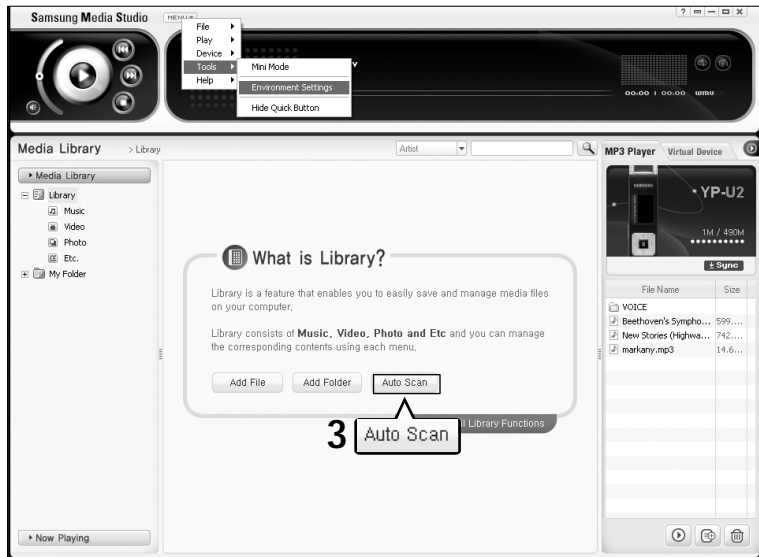 Samsung Media Studio
MENU
File
Play
Device
Tools
Help
Mini Mode
Environment Settings
Hide Quick Button
00:00 | 00:00 WMV
Media Library > Library
Artist
MP3 Player Virtual Device
Media Library
Library
Music
Video
Photo
Etc.
My Folder
SAMSUNG
YP-U2
1M / 490M
Sync
File Name Size
VOICE
Beethoven's Sympho... 599....
New Stories (Highwa... 742....
markany.mp3 14.6...
What is Library?
Library is a feature that enables you to easily save and manage media files
on your computer,
Library consists of Music, Video, Photo and Etc and you can manage
the corresponding contents using each menu,
Add File Add Folder Auto Scan
3 Auto Scan
Library Functions
Now Playing